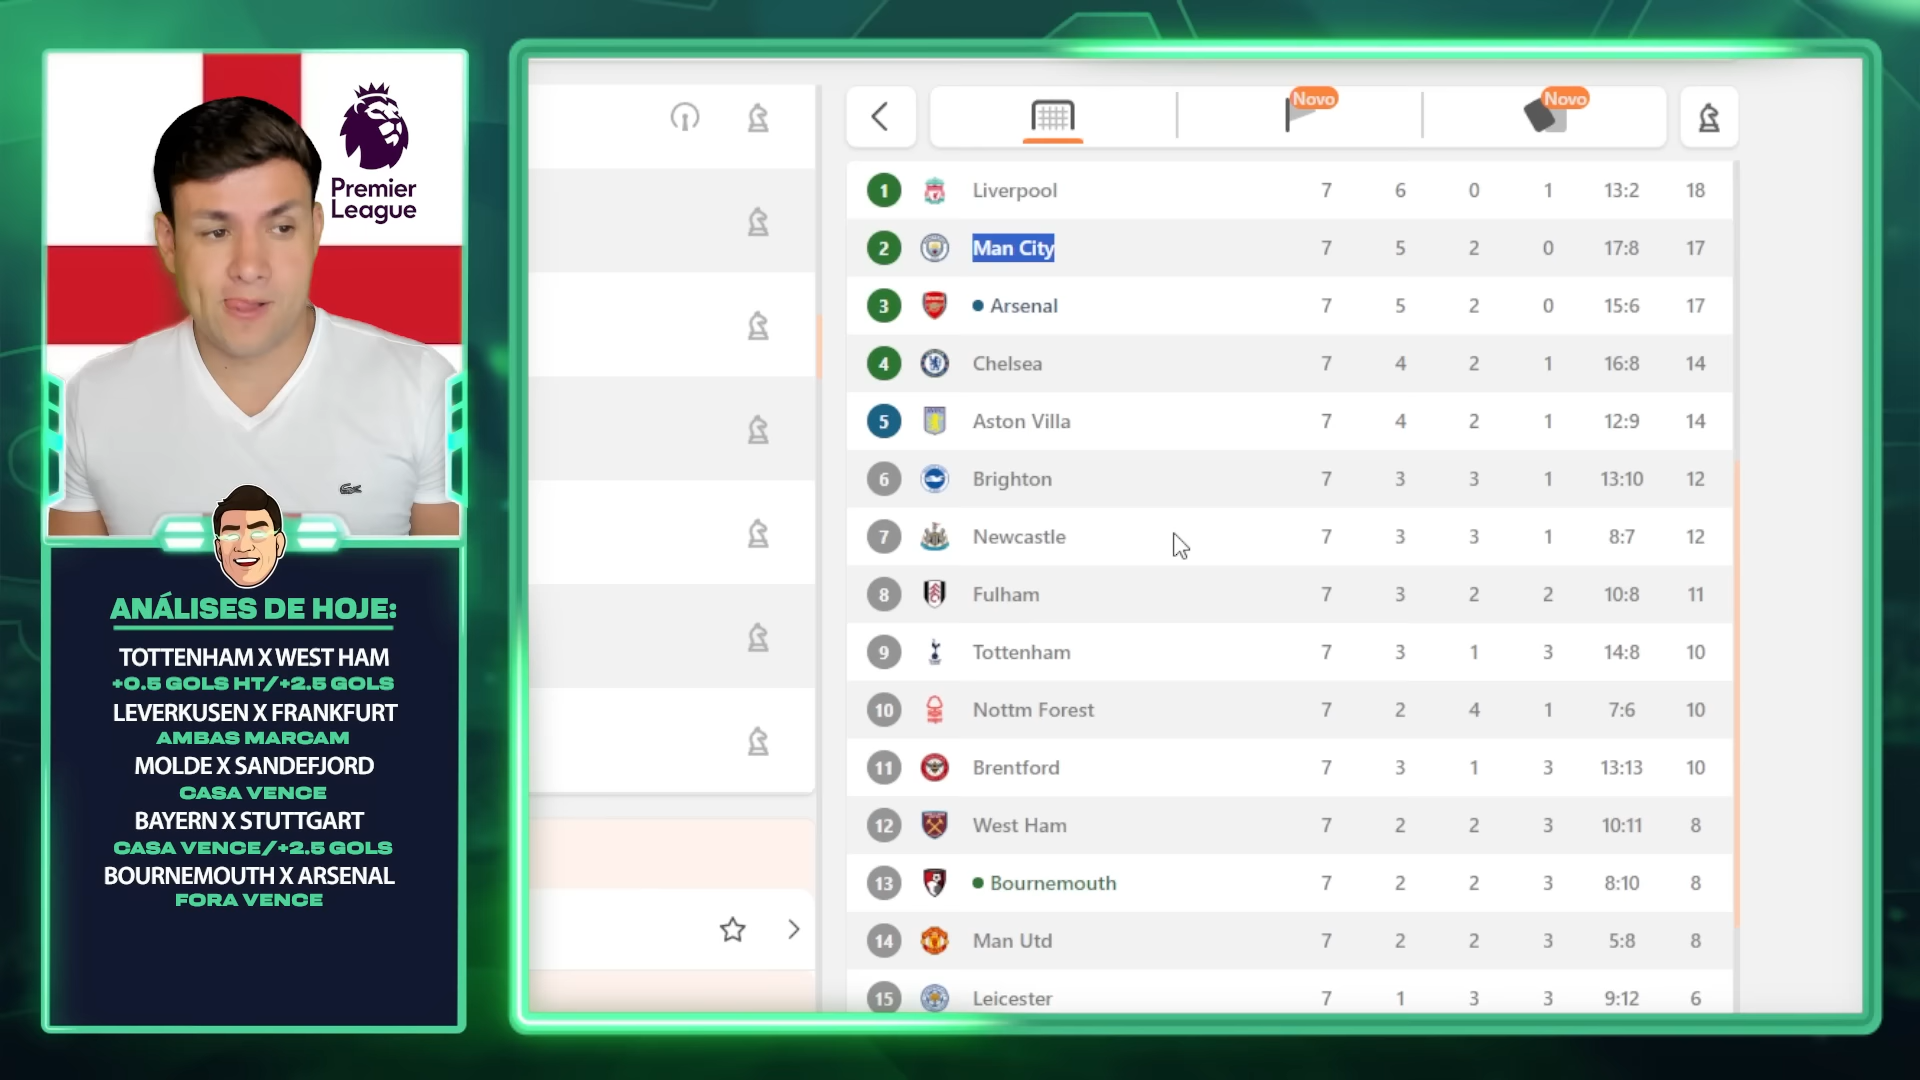 Premier
League
ANÁLISES DE HOJE:
TOTTENHAM X WEST HAM
+0.5 GOLS HT/+2.5 GOLS
LEVERKUSEN X FRANKFURT
AMBAS MARCAM
MOLDE X SANDEFJORD
CASA VENCE
BAYERN X STUTTGART
CASA VENCE/+2.5 GOLS
BOURNEMOUTH X ARSENAL
FORA VENCE
Novo
Novo
1 Liverpool 7 6 0 1 13:2 18
2 Man City 7 5 2 0 17:8 17
3 Arsenal 7 5 2 0 15:6 17
4 Chelsea 7 4 2 1 16:8 14
5 Aston Villa 7 4 2 1 12:9 14
6 Brighton 7 3 3 1 13:10 12
7 Newcastle 7 3 3 1 8:7 12
8 Fulham 7 3 2 2 10:8 11
9 Tottenham 7 3 1 3 14:8 10
10 Nottm Forest 7 2 4 1 7:6 10
11 Brentford 7 3 1 3 13:13 10
12 West Ham 7 2 2 3 10:11 8
13 Bournemouth 7 2 2 3 8:10 8
14 Man Utd 7 2 2 3 5:8 8
15 Leicester 7 1 3 3 9:12 6